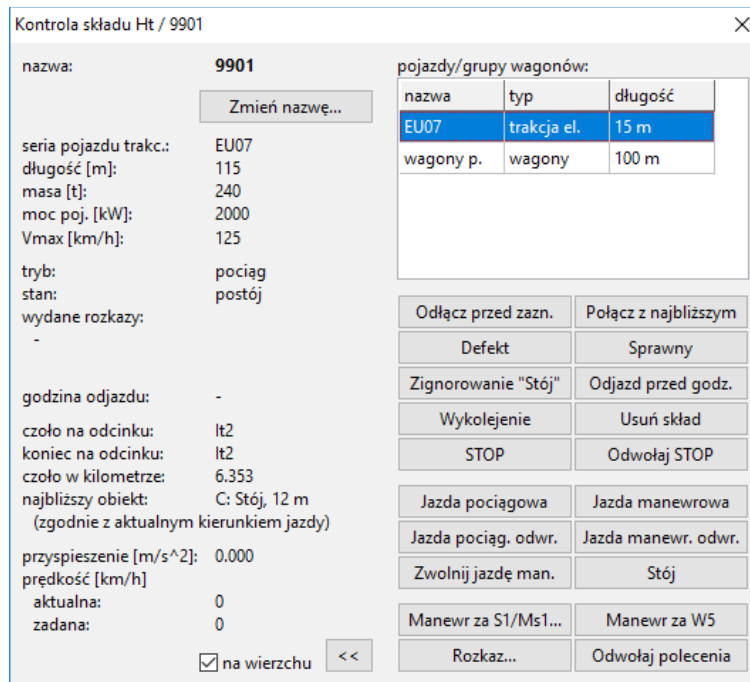 Kontrola składu Ht / 9901
nazwa: 9901
Zmień nazwę...
seria pojazdu trakc.: EU07
długość [m]: 115
masa [t]: 240
moc poj. [kW]: 2000
Vmax [km/h]: 125
tryb: pociąg
stan: postój
wydane rozkazy:
-
godzina odjazdu: -
czoło na odcinku: lt2
koniec na odcinku: lt2
czoło w kilometrze: 6.353
najbliższy obiekt: C: Stój, 12 m
(zgodnie z aktualnym kierunkiem jazdy)
przyspieszenie [m/s^2]: 0.000
prędkość [km/h]
aktualna: 0
zadana: 0
na wierzchu <<
pojazdy/grupy wagonów:
nazwa typ długość
EU07 trakcja el. 15 m
wagony p. wagony 100 m
Odłącz przed zazn. Połącz z najbliższym
Defekt Sprawny
Zignorowanie "Stój" Odjazd przed godz.
Wykolejenie Usuń skład
STOP Odwołaj STOP
Jazda pociągowa Jazda manewrowa
Jazda pociąg. odwr. Jazda manewr. odwr.
Zwolnij jazdę man. Stój
Manewr za S1/Ms1... Manewr za W5
Rozkaz... Odwołaj polecenia